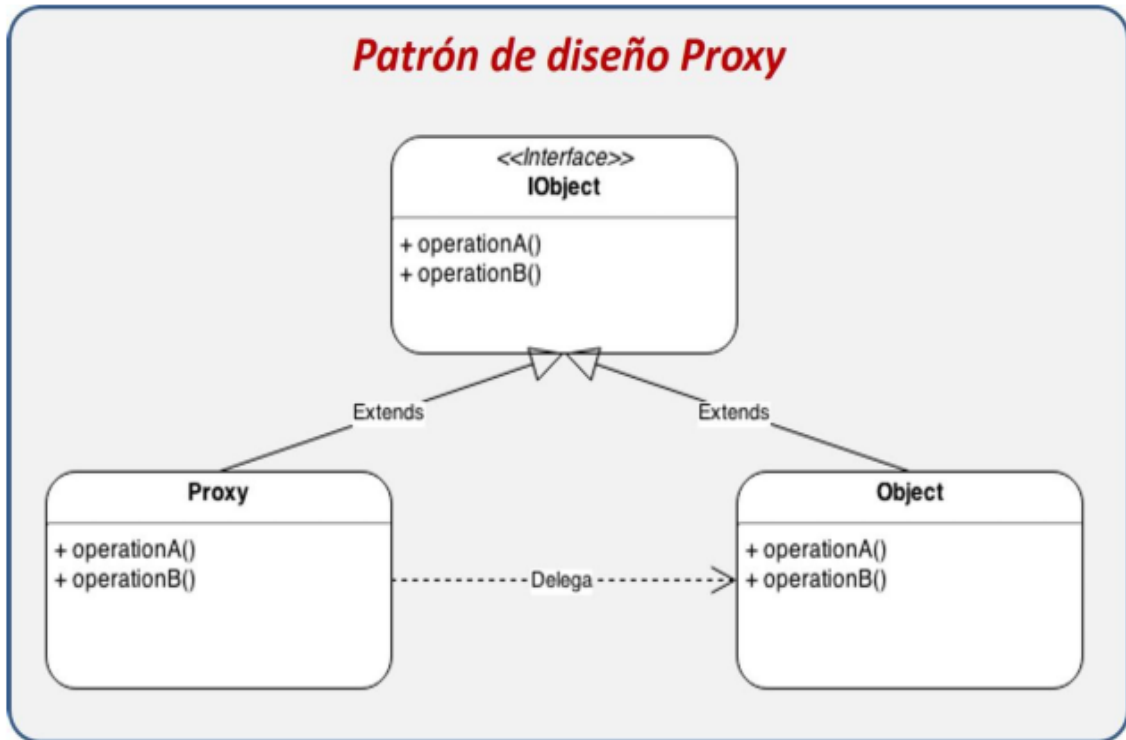 Patrón de diseño Proxy
<<Interface>>
IObject
+ operationA()
+ operationB()
Extends
Extends
Proxy
+ operationA()
+ operationB()
Delega
Object
+ operationA()
+ operationB()